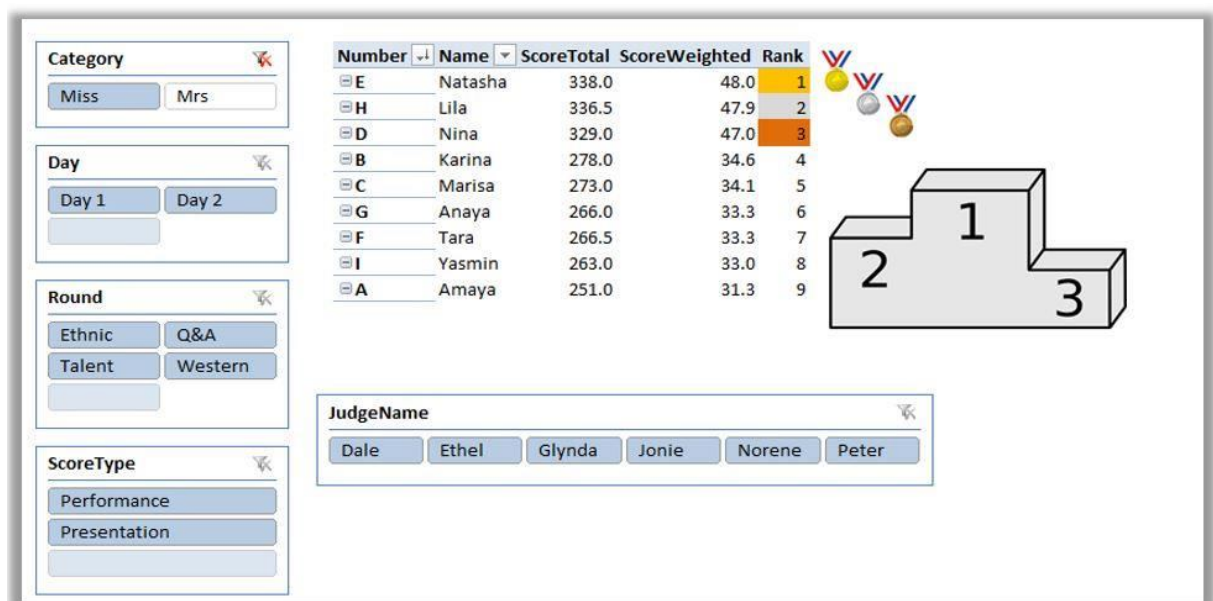 Category
Miss Mrs
Day
Day 1 Day 2
Round
Ethnic Q&A
Talent Western
ScoreType
Performance
Presentation
Number Name ScoreTotal ScoreWeighted Rank
E Natasha 338.0 48.0 1
H Lila 336.5 47.9 2
D Nina 329.0 47.0 3
B Karina 278.0 34.6 4
C Marisa 273.0 34.1 5
G Anaya 266.0 33.3 6
F Tara 266.5 33.3 7
I Yasmin 263.0 33.0 8
A Amaya 251.0 31.3 9
1
2
3
JudgeName
Dale Ethel Glynda Jonie Norene Peter